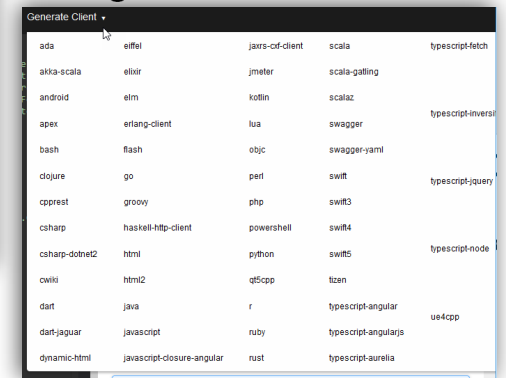 Generate Client ▾
ada
akka-scala
android
apex
bash
clojure
cpprest
csharp
csharp-dotnet2
cwiki
dart
dart-jaguar
dynamic-html
eiffel
elixir
elm
erlang-client
flash
go
groovy
haskell-http-client
html
html2
java
javascript
javascript-closure-angular
jaxrs-cxf-client
jmeter
kotlin
lua
objc
perl
php
powershell
python
qt5cpp
r
ruby
rust
scala
scala-gatling
scalaz
swagger
swagger-yaml
swift
swift3
swift4
swift5
tizen
typescript-angular
typescript-angularjs
typescript-aurelia
typescript-fetch
typescript-inversif
typescript-jquery
typescript-node
ue4cpp